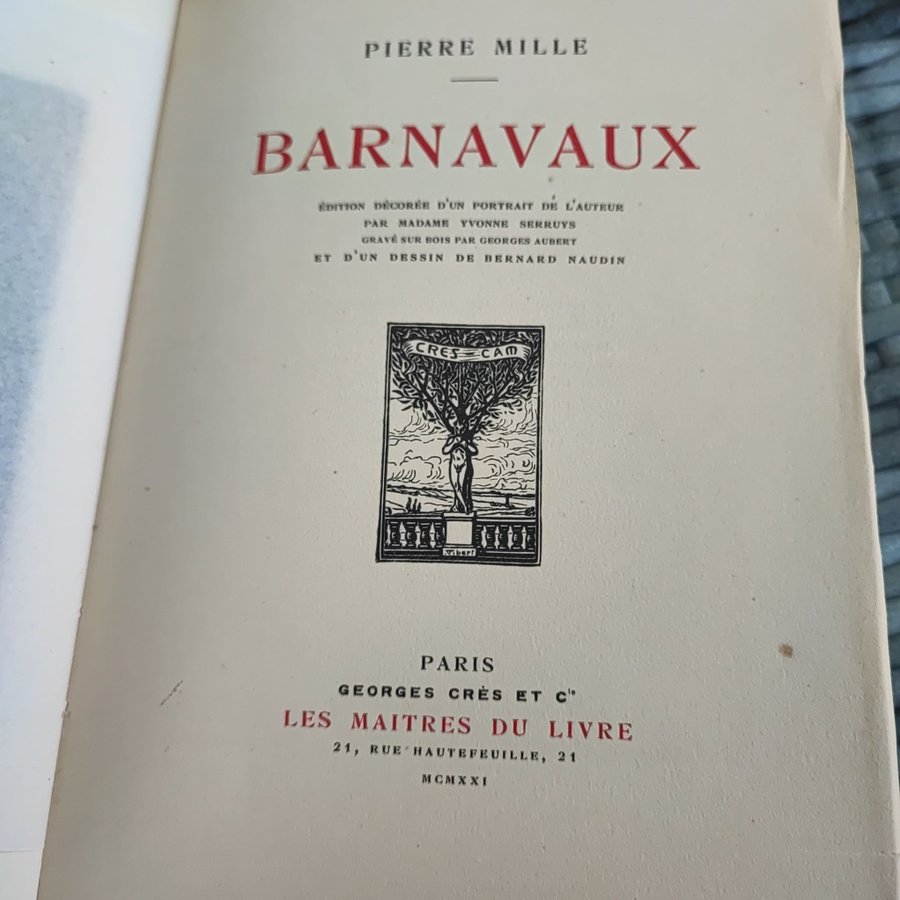 PIERRE MILLE
BARNAVAUX
ÉDITION DÉCORÉE D'UN PORTRAIT DE L'AUTEUR
PAR MADAME YVONNE SERRUYS
GRAVÉ SUR BOIS PAR GEORGES AUBERT
ET D'UN DESSIN DE BERNARD NAUDIN
CRES-CAM
PARIS
GEORGES CRÈS ET Cie
LES MAITRES DU LIVRE
21, RUE HAUTEFEUILLE, 21
MCMXXI